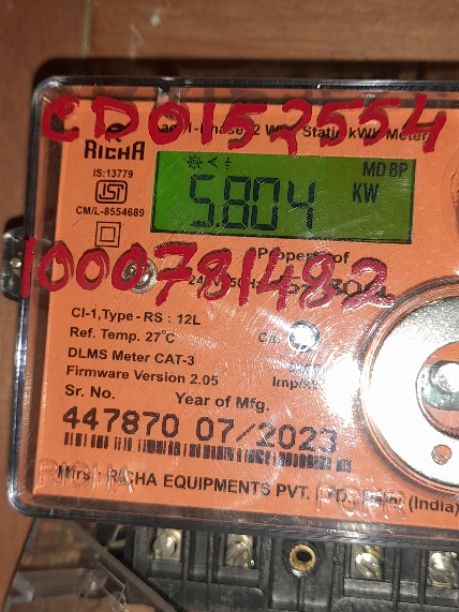 CD0152554
1-Phase 2 Wire Static kWh Meter
RICHA
IS:13779
MD BP
5.804 KW
CM/L-8554689
Property of
1000781482
CI-1,Type - RS : 12L
Ref. Temp. 27°C
DLMS Meter CAT-3
Firmware Version 2.05
Sr. No. Year of Mfg.
447870 07/2023
RICHA EQUIPMENTS PVT. (India)